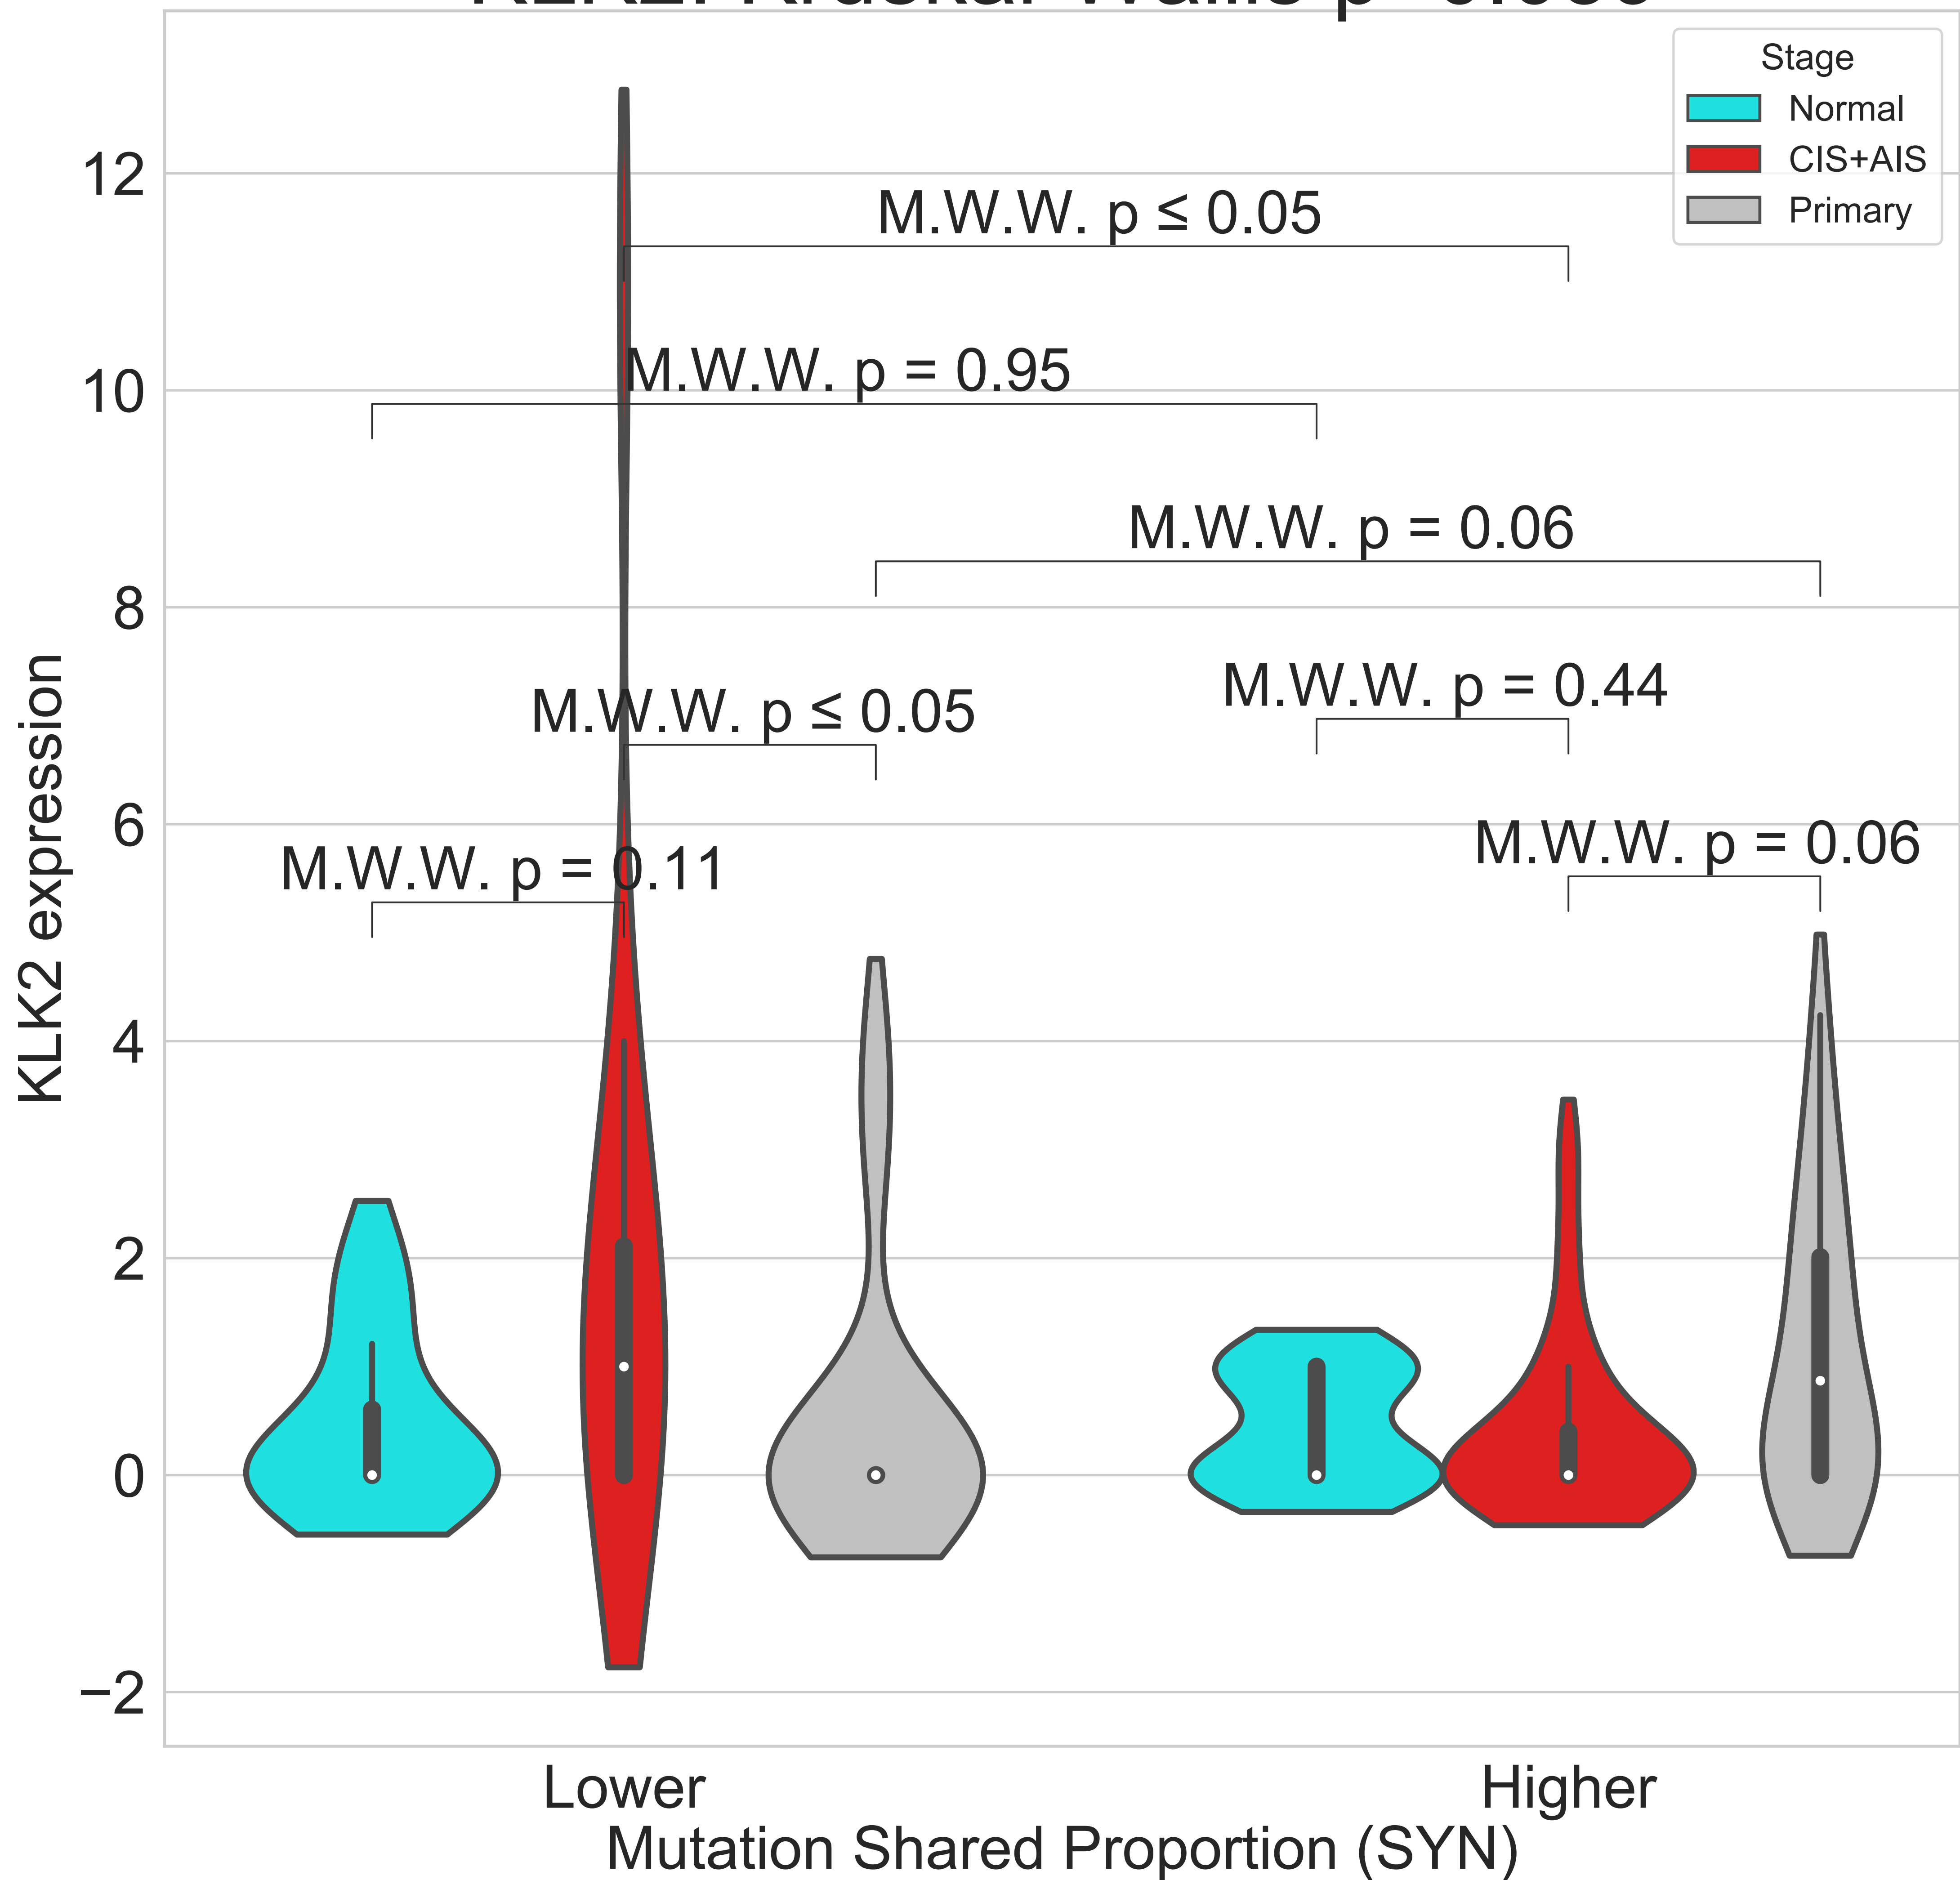 Stage
Normal
CIS+AIS
Primary
12
10
8
6
4
2
0
−2
KLK2 expression
M.W.W. p ≤ 0.05
M.W.W. p = 0.95
M.W.W. p = 0.06
M.W.W. p ≤ 0.05
M.W.W. p = 0.44
M.W.W. p = 0.11
M.W.W. p = 0.06
Lower
Higher
Mutation Shared Proportion (SYN)